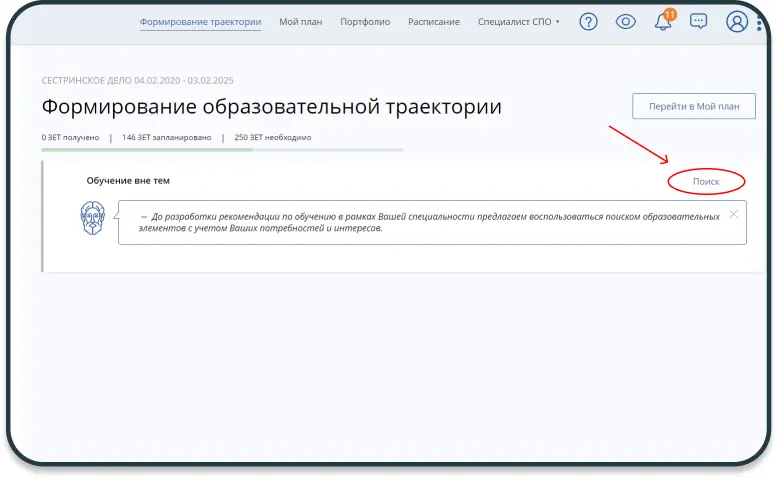 Формирование траектории Мой план Портфолио Расписание Специалист СПО 11
СЕСТРИНСКОЕ ДЕЛО 04.02.2020 - 03.02.2025
Формирование образовательной траектории
Перейти в Мой план
0 ЗЕТ получено | 146 ЗЕТ запланировано | 250 ЗЕТ необходимо
Обучение вне тем
Поиск
— До разработки рекомендации по обучению в рамках Вашей специальности предлагаем воспользоваться поиском образовательных
элементов с учетом Ваших потребностей и интересов.